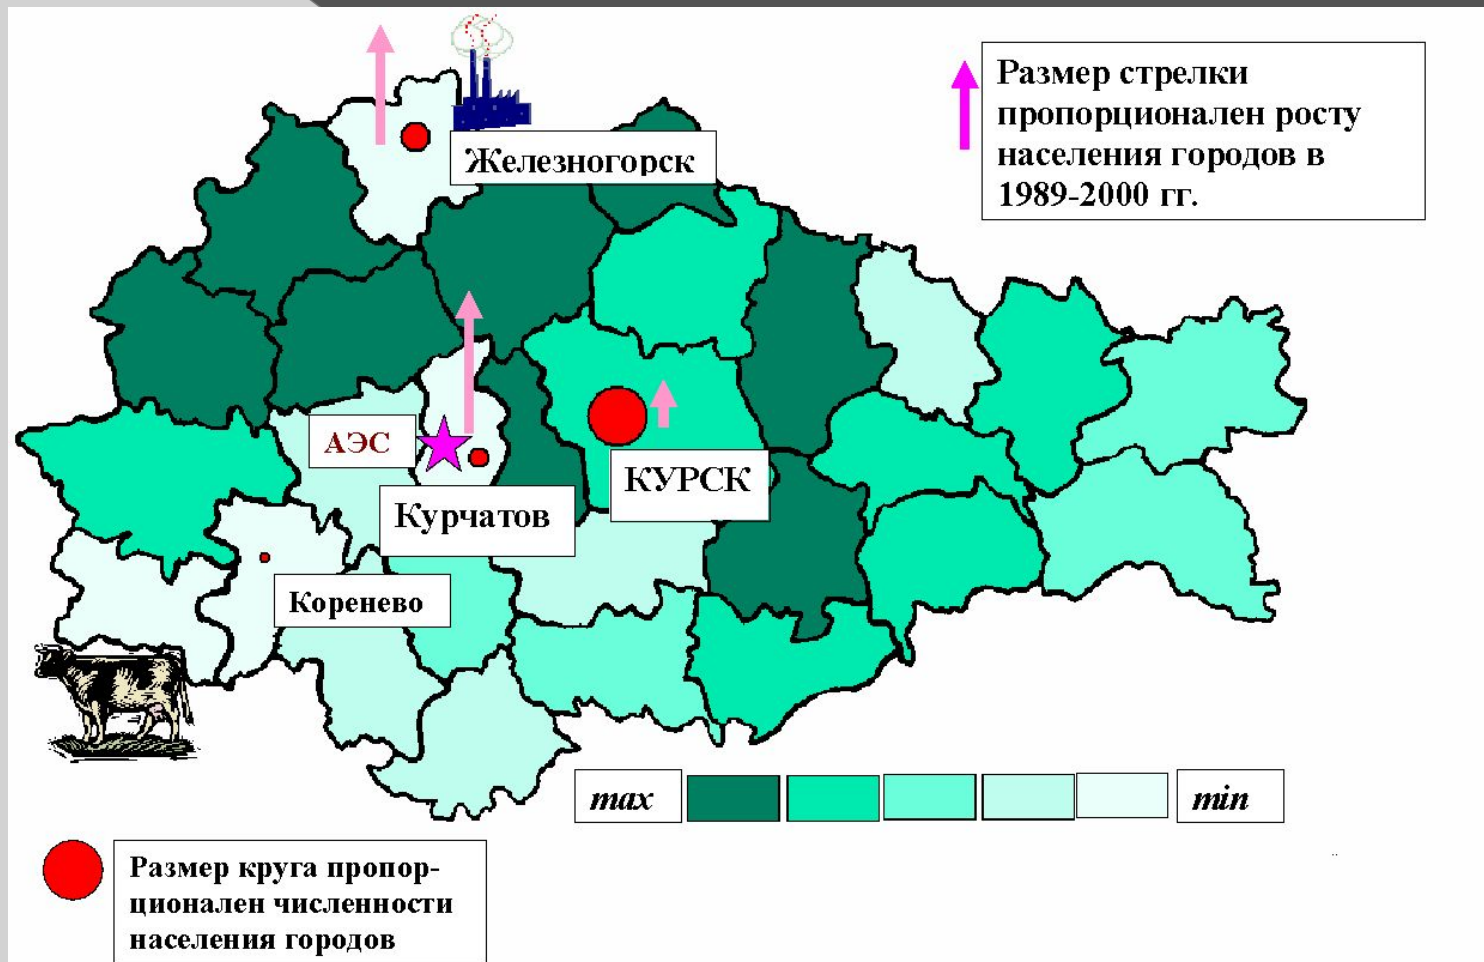 Размер стрелки
пропорционален росту
населения городов в
1989-2000 гг.
Железногорск
АЭС
КУРСК
Курчатов
Коренево
max
min
Размер круга пропор-
ционален численности
населения городов